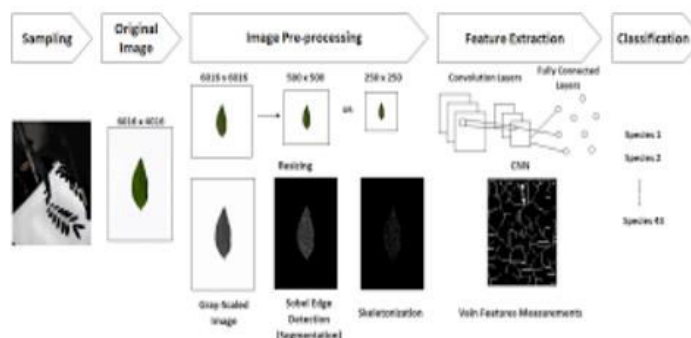 Sampling
Original
Image
Image Pre-processing
Feature Extraction
Classification
6016 x 6016
6016 x 6016
500 x 500
250 x 250
Resizing
Gray-Scaled
Image
Sobel Edge
Detection
(Segmentation)
Skeletonization
Convolution Layers
Fully Connected
Layers
CNN
Vein Features Measurements
Species 1
Species 2
Species 43